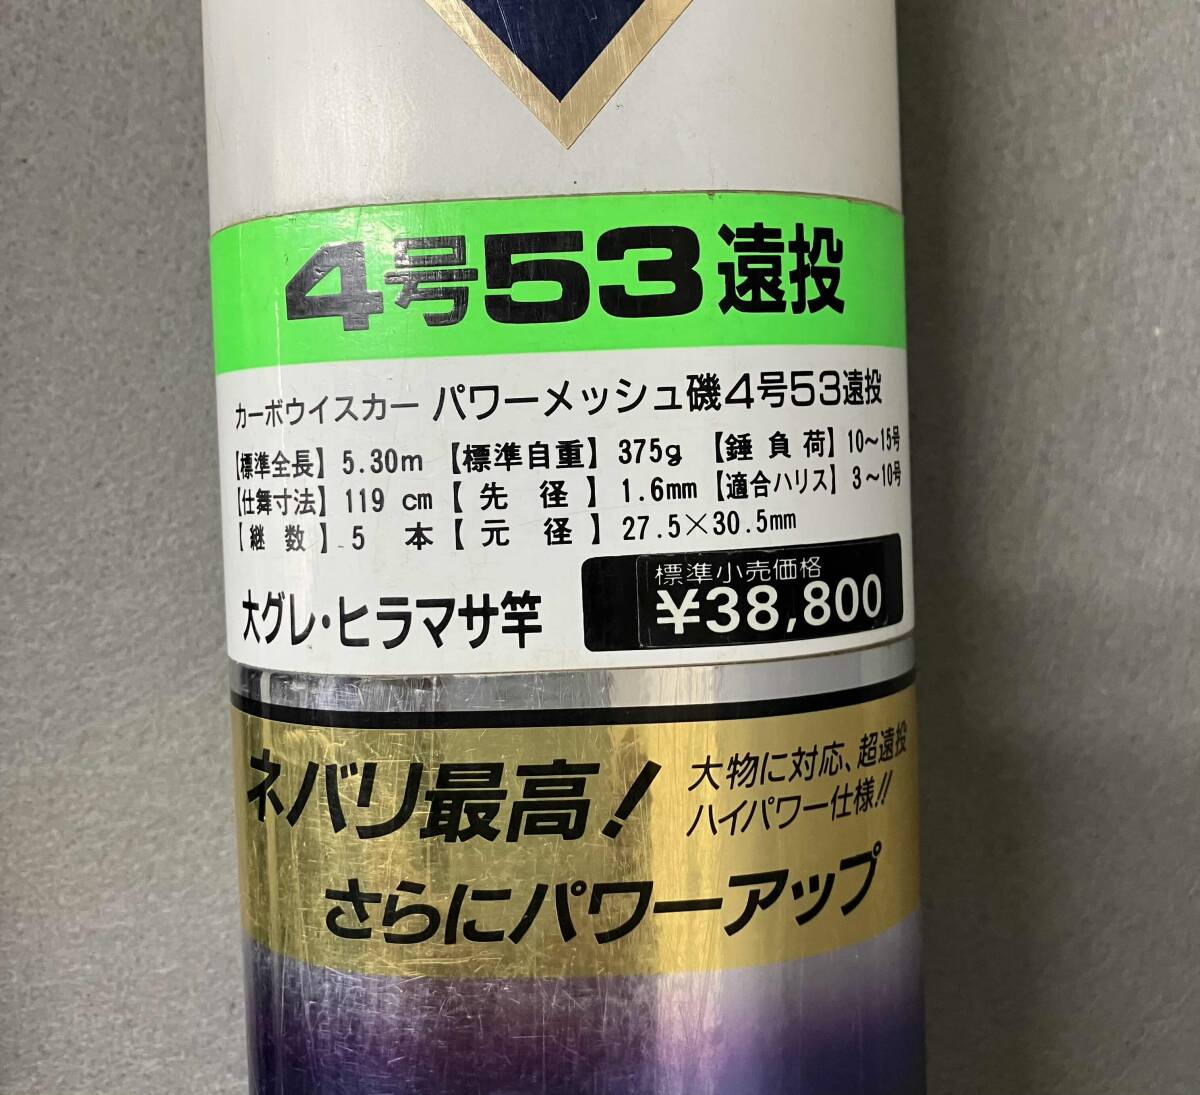 4号53遠投
カーボウイスカー パワーメッシュ磯4号53遠投
【標準全長】5.30m 【標準自重】375g 【錘負荷】10〜15号
【仕舞寸法】119cm 【先径】1.6mm 【適合ハリス】3〜10号
【継数】5本 【元径】27.5×30.5mm
大グレ・ヒラマサ竿
標準小売価格
¥38,800
ネバリ最高!
大物に対応、超遠投
ハイパワー仕様!!
さらにパワーアップ